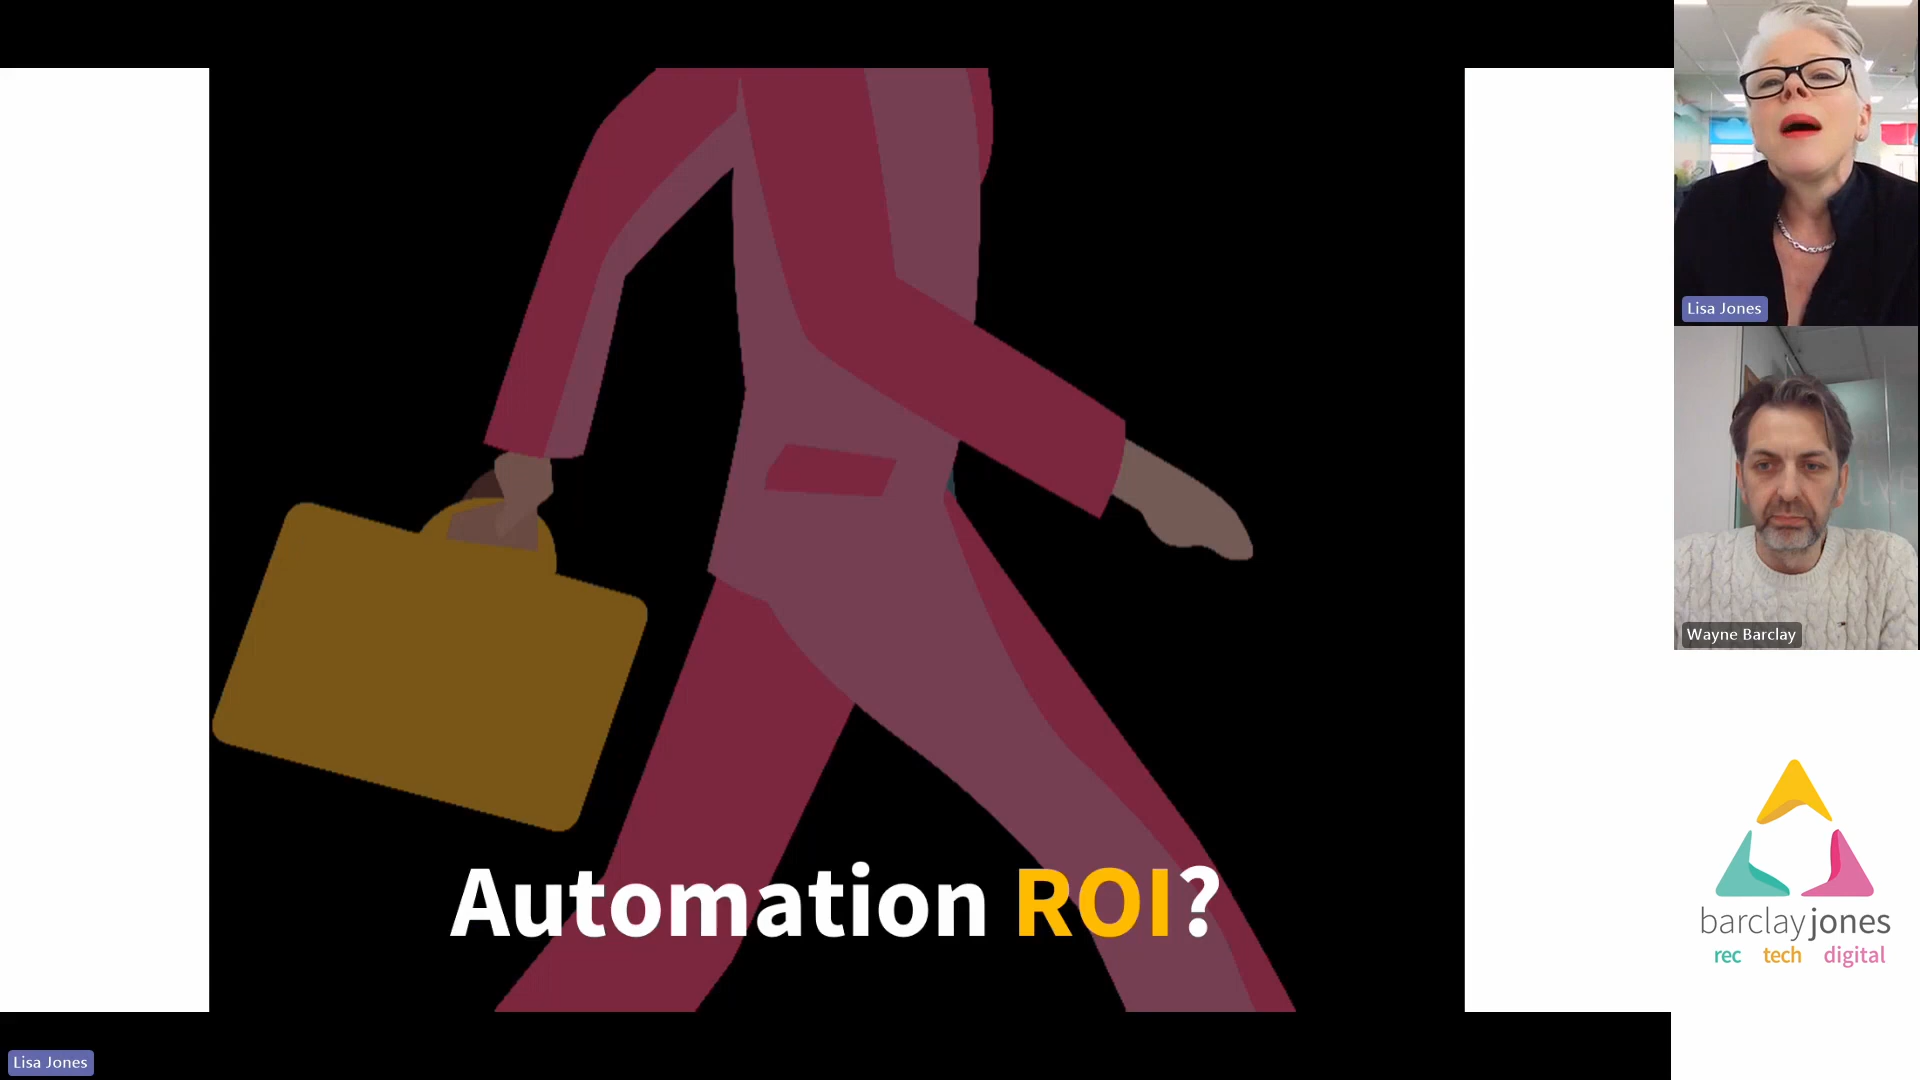 Lisa Jones
Wayne Barclay
Automation ROI?
barclayjones
rec tech digital
Lisa Jones